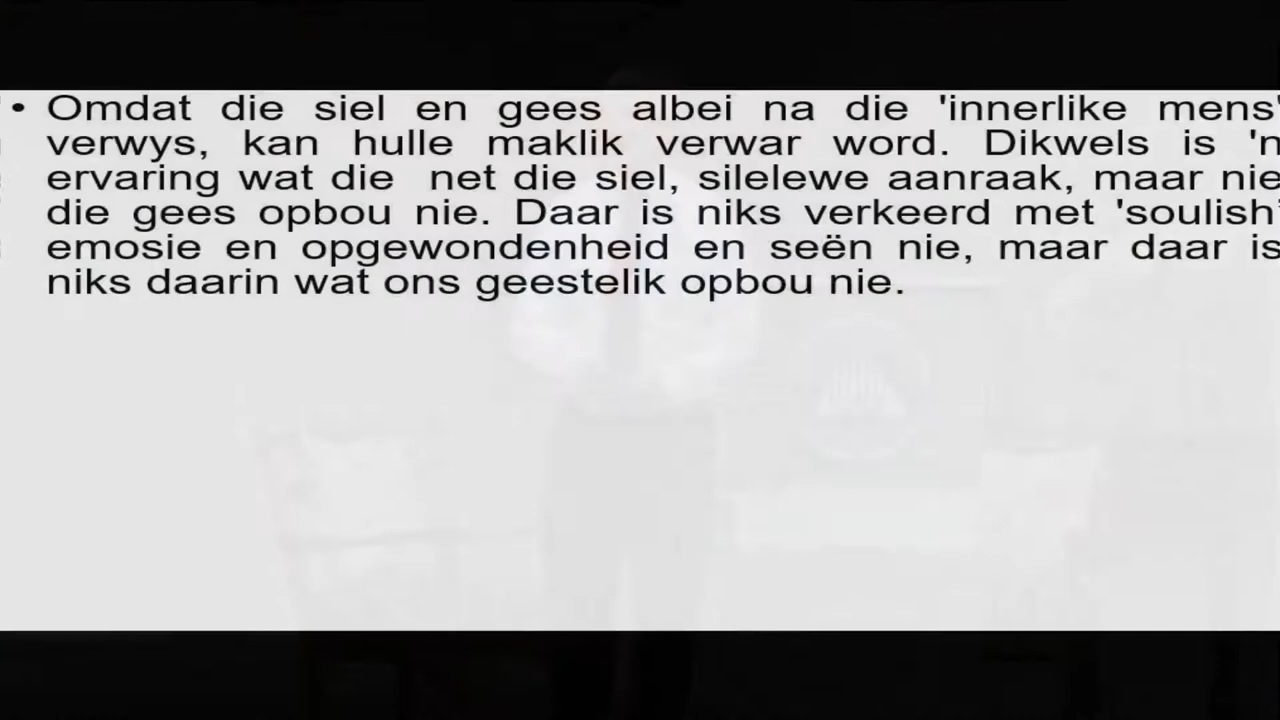 • Omdat die siel en gees albei na die 'innerlike mens'
verwys, kan hulle maklik verwar word. Dikwels is 'n
ervaring wat die net die siel, silelewe aanraak, maar nie
die gees opbou nie. Daar is niks verkeerd met 'soulish'
emosie en opgewondenheid en seën nie, maar daar is
niks daarin wat ons geestelik opbou nie.